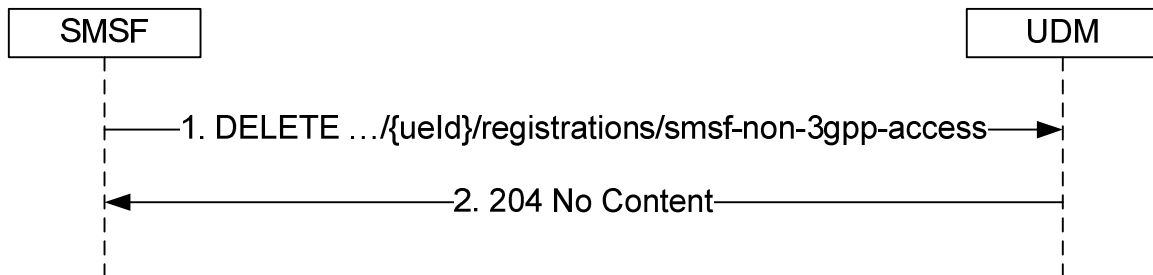 SMSF
UDM
1. DELETE …/{ueId}/registrations/smsf-non-3gpp-access
2. 204 No Content